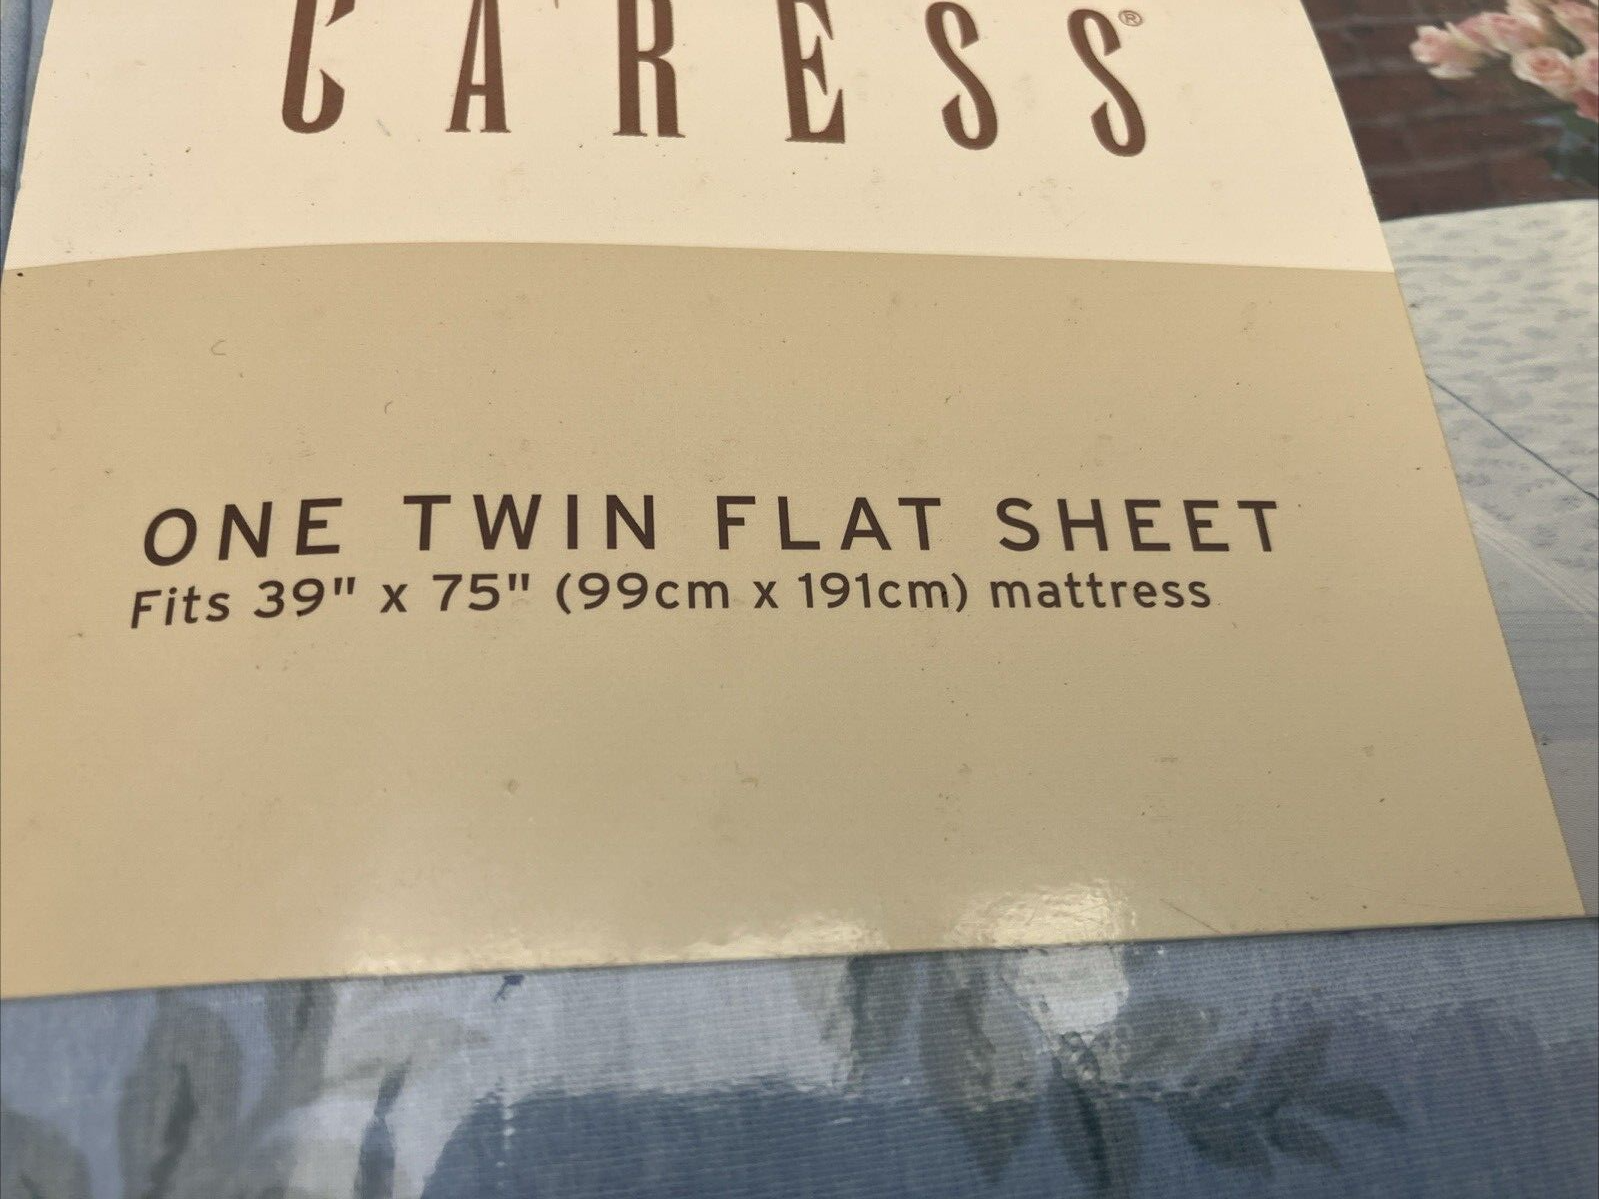 CARESS®
ONE TWIN FLAT SHEET
Fits 39" x 75" (99cm x 191cm) mattress